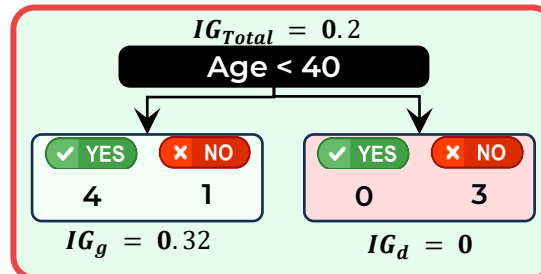 IG_Total = 0.2
Age < 40
YES NO YES NO
4 1 0 3
IG_g = 0.32 IG_d = 0